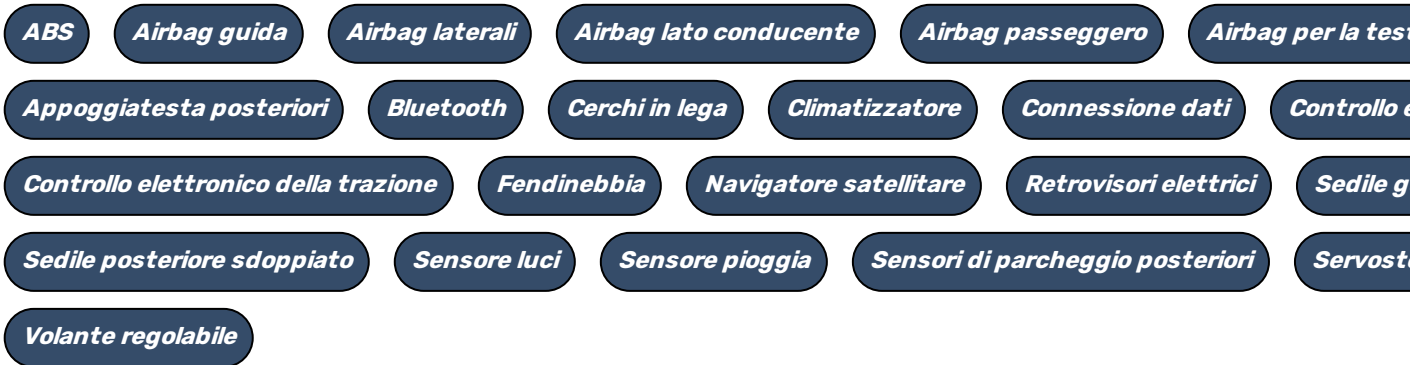 ABS Airbag guida Airbag laterali Airbag lato conducente Airbag passeggero Airbag per la
Appoggiatesta posteriori Bluetooth Cerchi in lega Climatizzatore Connessione dati Controllo
Controllo elettronico della trazione Fendinebbia Navigatore satellitare Retrovisori elettrici Sedile
Sedile posteriore sdoppiato Sensore luci Sensore pioggia Sensori di parcheggio posteriori
Volante regolabile